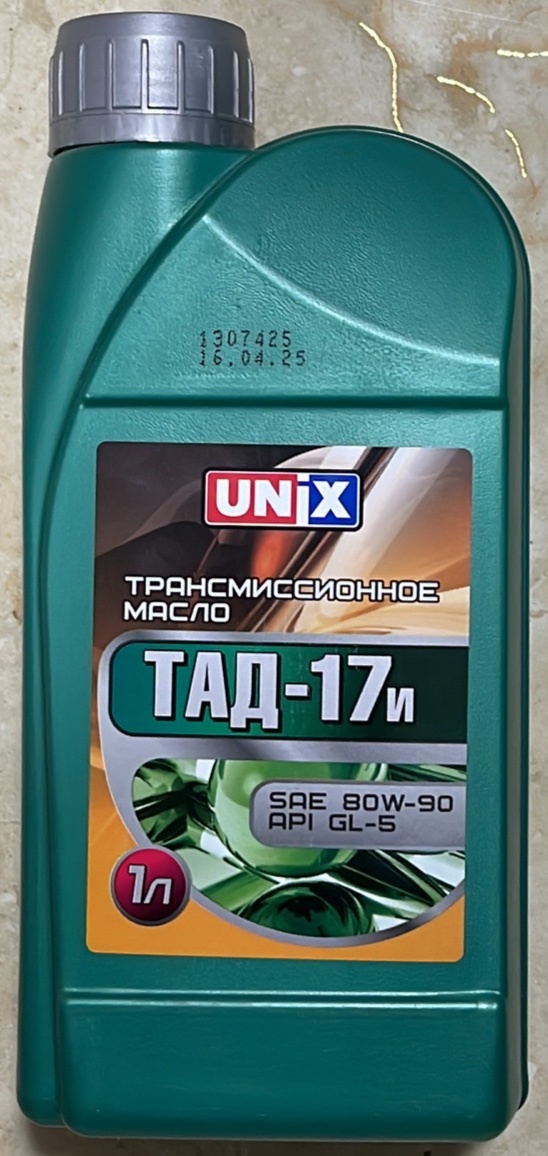 1307425
16.04.25
UNiX
ТРАНСМИССИОННОЕ
МАСЛО
ТАД-17и
SAE 80W-90
API GL-5
1л